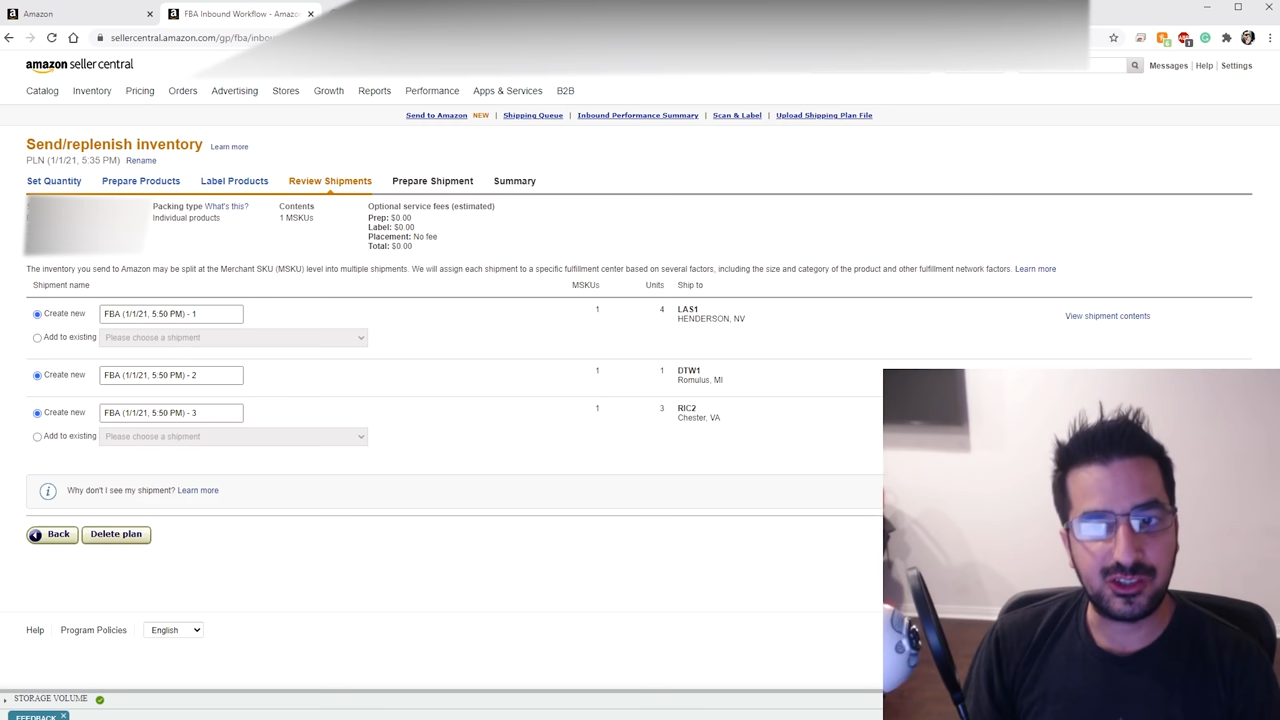 Amazon
FBA Inbound Workflow - Amazo
sellercentral.amazon.com/gp/fba/inbou
amazon seller central
Messages | Help | Settings
Catalog Inventory Pricing Orders Advertising Stores Growth Reports Performance Apps & Services B2B
Send to Amazon NEW | Shipping Queue | Inbound Performance Summary | Scan & Label | Upload Shipping Plan File
Send/replenish inventory Learn more
PLN (1/1/21, 5:35 PM) Rename
Set Quantity Prepare Products Label Products Review Shipments Prepare Shipment Summary
Packing type What's this? Contents Optional service fees (estimated)
Individual products 1 MSKUs Prep: $0.00
Label: $0.00
Placement: No fee
Total: $0.00
The inventory you send to Amazon may be split at the Merchant SKU (MSKU) level into multiple shipments. We will assign each shipment to a specific fulfillment center based on several factors, including the size and category of the product and other fulfillment network factors. Learn more
Shipment name MSKUs Units Ship to
Create new FBA (1/1/21, 5:50 PM) - 1 1 4 LAS1
HENDERSON, NV View shipment contents
Add to existing Please choose a shipment
Create new FBA (1/1/21, 5:50 PM) - 2 1 1 DTW1
Romulus, MI
Create new FBA (1/1/21, 5:50 PM) - 3 1 3 RIC2
Chester, VA
Add to existing Please choose a shipment
Why don't I see my shipment? Learn more
Back Delete plan
Help Program Policies English
STORAGE VOLUME
FEEDBACK